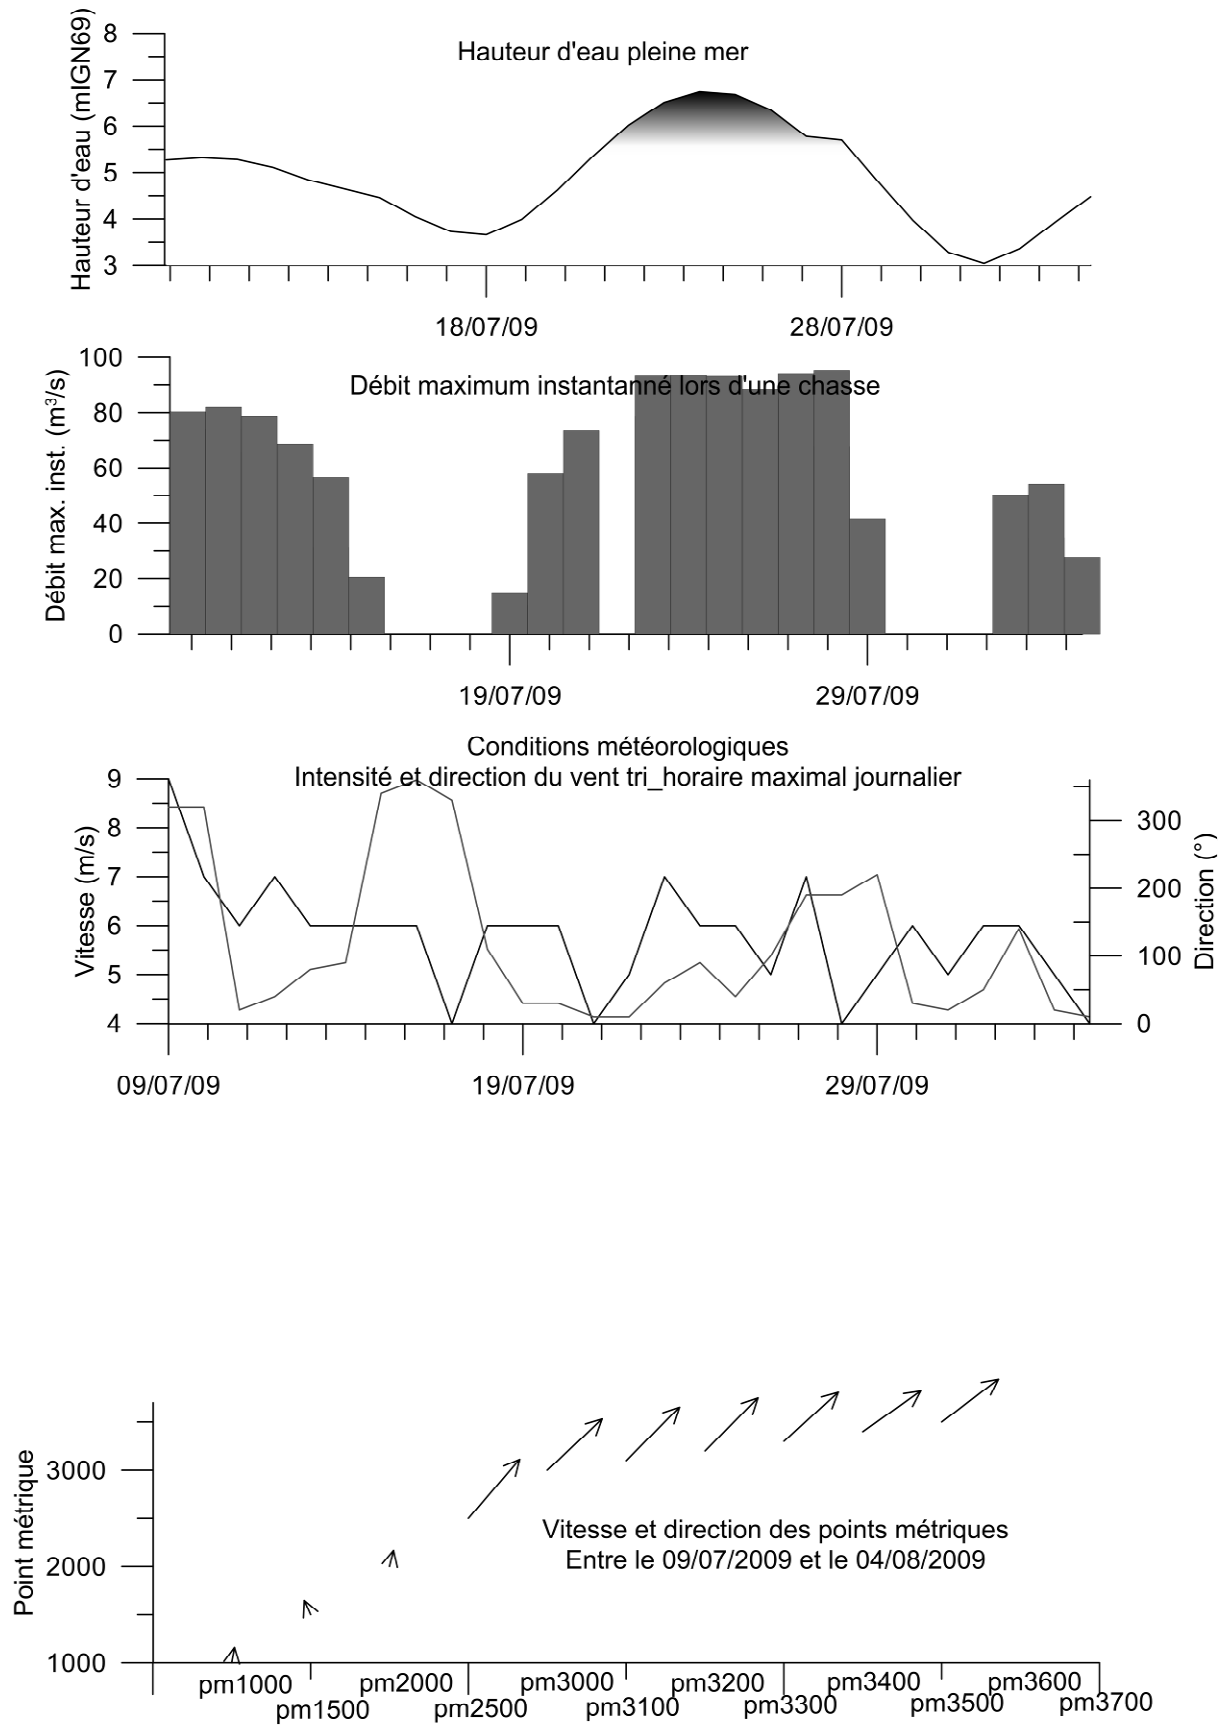 Hauteur d'eau pleine mer
Hauteur d'eau (mIGN69)
8
7
6
5
4
3
18/07/09 28/07/09
Débit maximum instantanné lors d'une chasse
Débit max. inst. (m³/s)
100
80
60
40
20
0
19/07/09 29/07/09
Conditions météorologiques
Intensité et direction du vent tri_horaire maximal journalier
Vitesse (m/s)
9
8
7
6
5
4
300
200
100
0
Direction (°)
09/07/09 19/07/09 29/07/09
Point métrique
3000
2000
1000
Vitesse et direction des points métriques
Entre le 09/07/2009 et le 04/08/2009
pm1000 pm2000 pm3000 pm3200 pm3400 pm3600
pm1500 pm2500 pm3100 pm3300 pm3500 pm3700